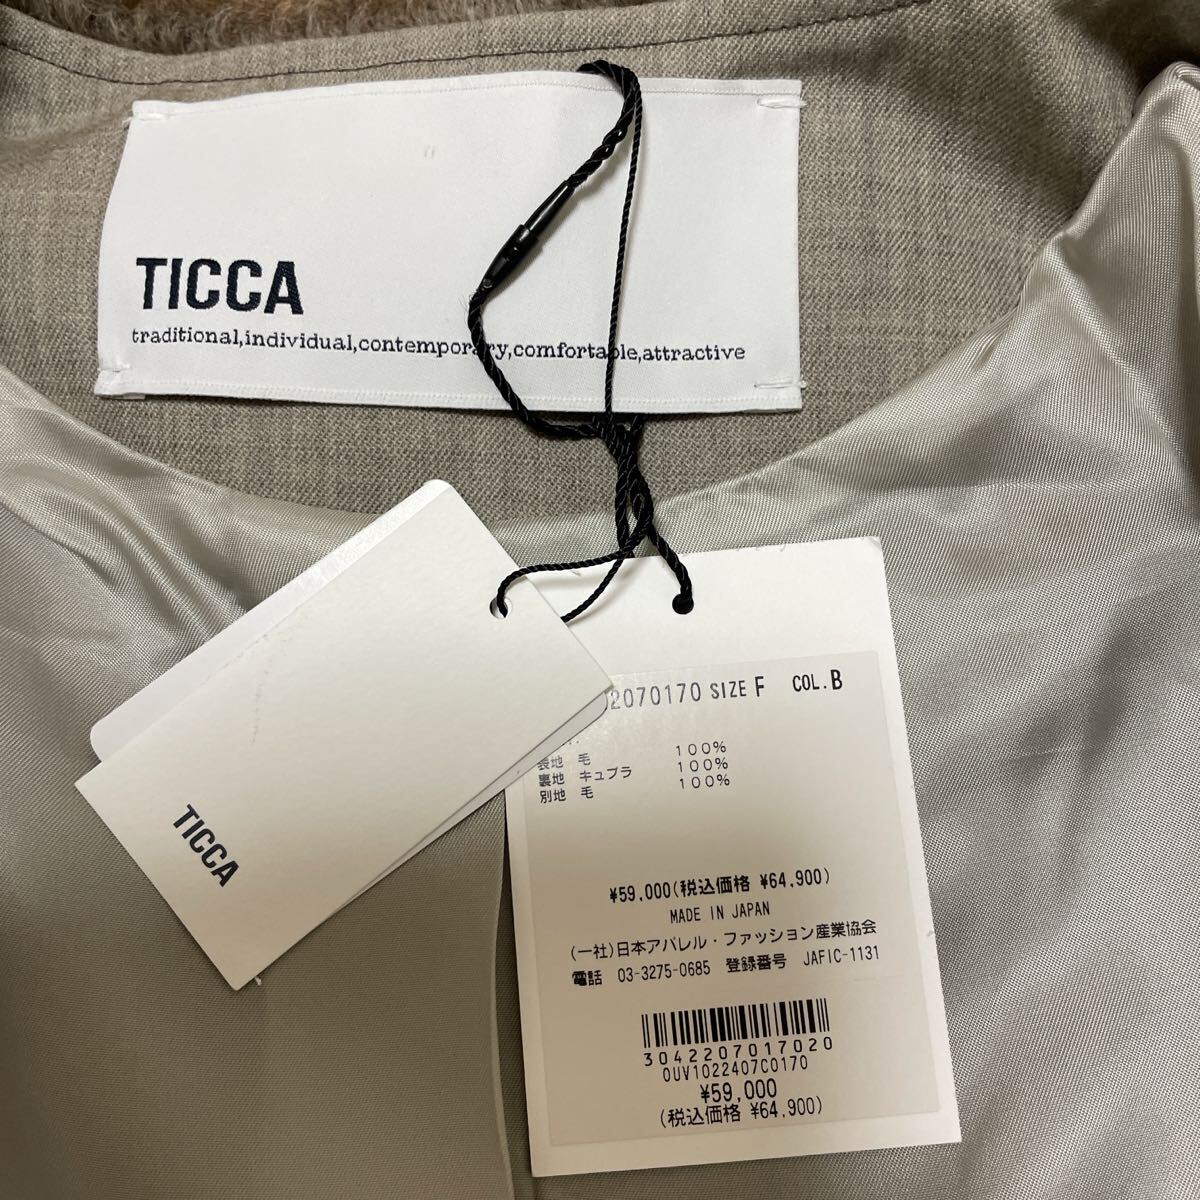 TICCA
traditional,individual,contemporary,comfortable,attractive
2070170 SIZE F COL.B
表地 毛 100%
裏地 キュプラ 100%
別地 毛 100%
TICCA
¥59,000(税込価格 ¥64,900)
MADE IN JAPAN
(一社)日本アパレル・ファッション産業協会
電話 03-3275-0685 登録番号 JAFIC-1131
3042207017020
0UV1022407C0170
¥59,000
(税込価格 ¥64,900)